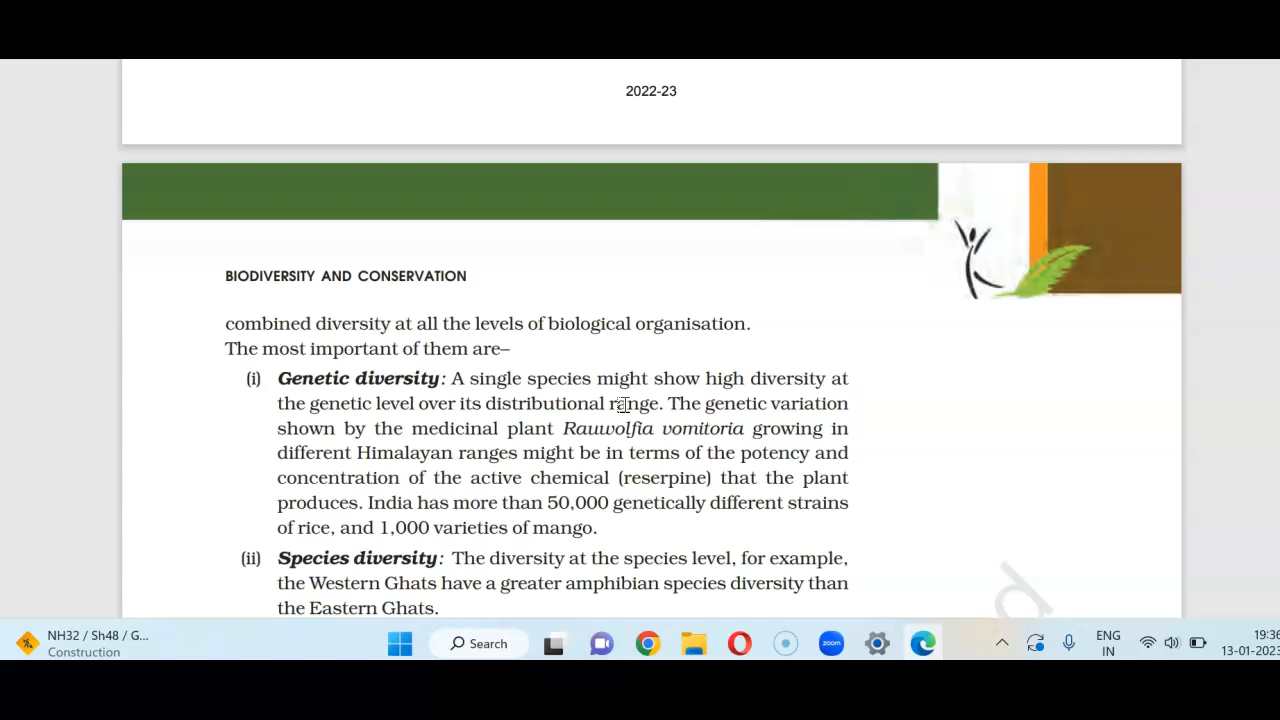 2022-23
BIODIVERSITY AND CONSERVATION
combined diversity at all the levels of biological organisation.
The most important of them are–
(i) Genetic diversity: A single species might show high diversity at
the genetic level over its distributional range. The genetic variation
shown by the medicinal plant Rauwolfia vomitoria growing in
different Himalayan ranges might be in terms of the potency and
concentration of the active chemical (reserpine) that the plant
produces. India has more than 50,000 genetically different strains
of rice, and 1,000 varieties of mango.
(ii) Species diversity: The diversity at the species level, for example,
the Western Ghats have a greater amphibian species diversity than
the Eastern Ghats.
d
NH32 / Sh48 / G...
Construction
Search
zoom
ENG
IN
19:36
13-01-2023